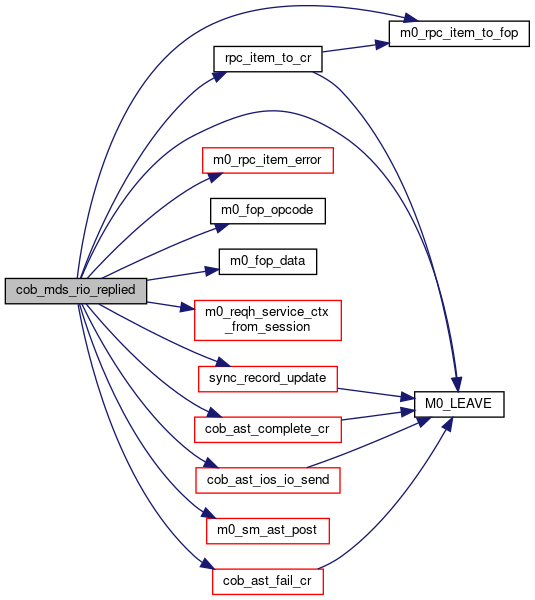 m0_rpc_item_to_fop
rpc_item_to_cr
m0_rpc_item_error
m0_fop_opcode
m0_fop_data
cob_mds_rio_replied
m0_reqh_service_ctx
_from_session
sync_record_update
M0_LEAVE
cob_ast_complete_cr
cob_ast_ios_io_send
m0_sm_ast_post
cob_ast_fail_cr